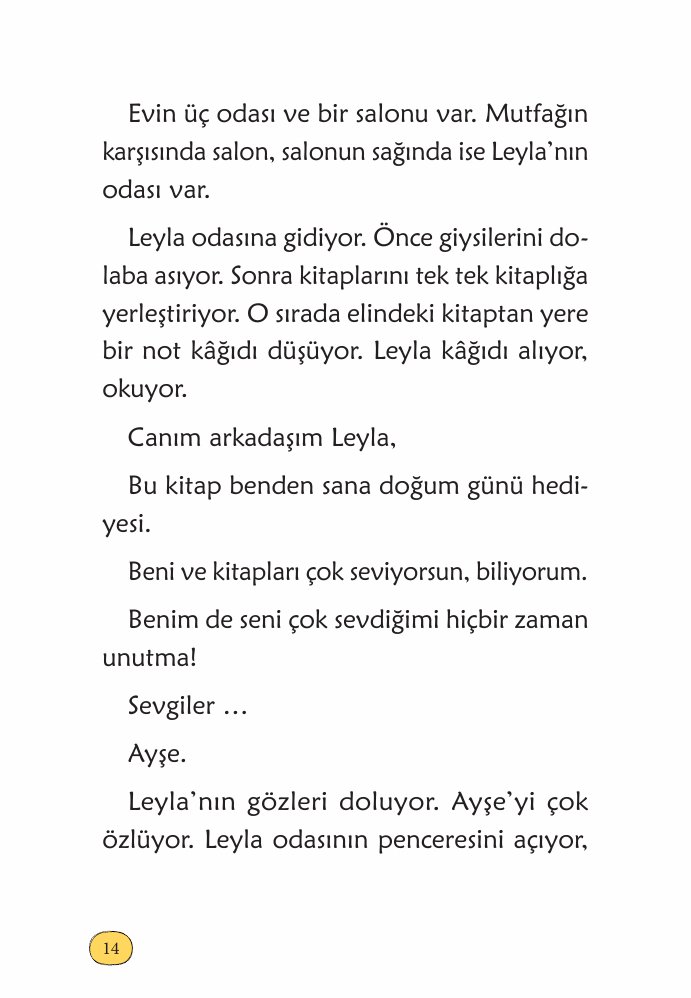 Evin üç odası ve bir salonu var. Mutfağın
karşısında salon, salonun sağında ise Leyla’nın
odası var.
Leyla odasına gidiyor. Önce giysilerini do-
laba asıyor. Sonra kitaplarını tek tek kitaplığa
yerleştiriyor. O sırada elindeki kitaptan yere
bir not kâğıdı düşüyor. Leyla kâğıdı alıyor,
okuyor.
Canım arkadaşım Leyla,
Bu kitap benden sana doğum günü hedi-
yesi.
Beni ve kitapları çok seviyorsun, biliyorum.
Benim de seni çok sevdiğimi hiçbir zaman
unutma!
Sevgiler …
Ayşe.
Leyla’nın gözleri doluyor. Ayşe’yi çok
özlüyor. Leyla odasının penceresini açıyor,
14